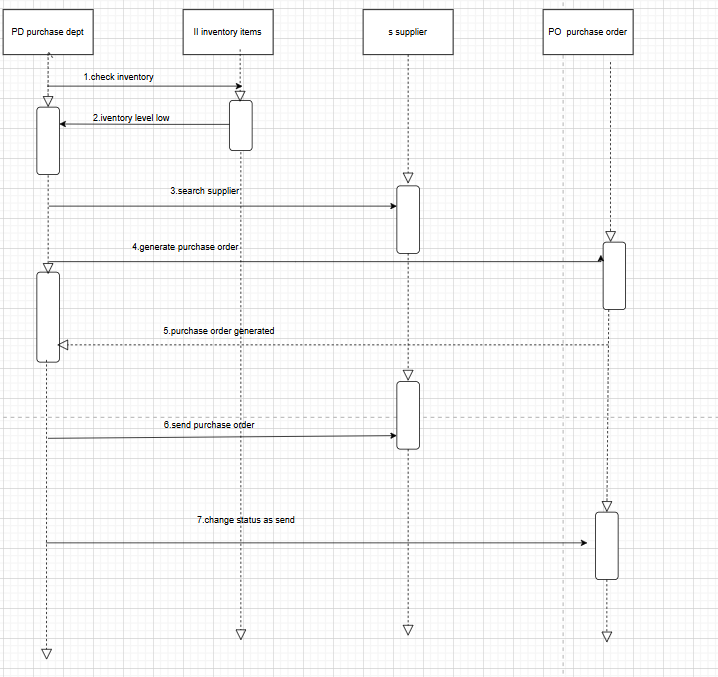 PD purchase dept
II inventory items
s supplier
PO purchase order
1.check inventory
2.iventory level low
3.search supplier
4.generate purchase order
5.purchase order generated
6.send purchase order
7.change status as send